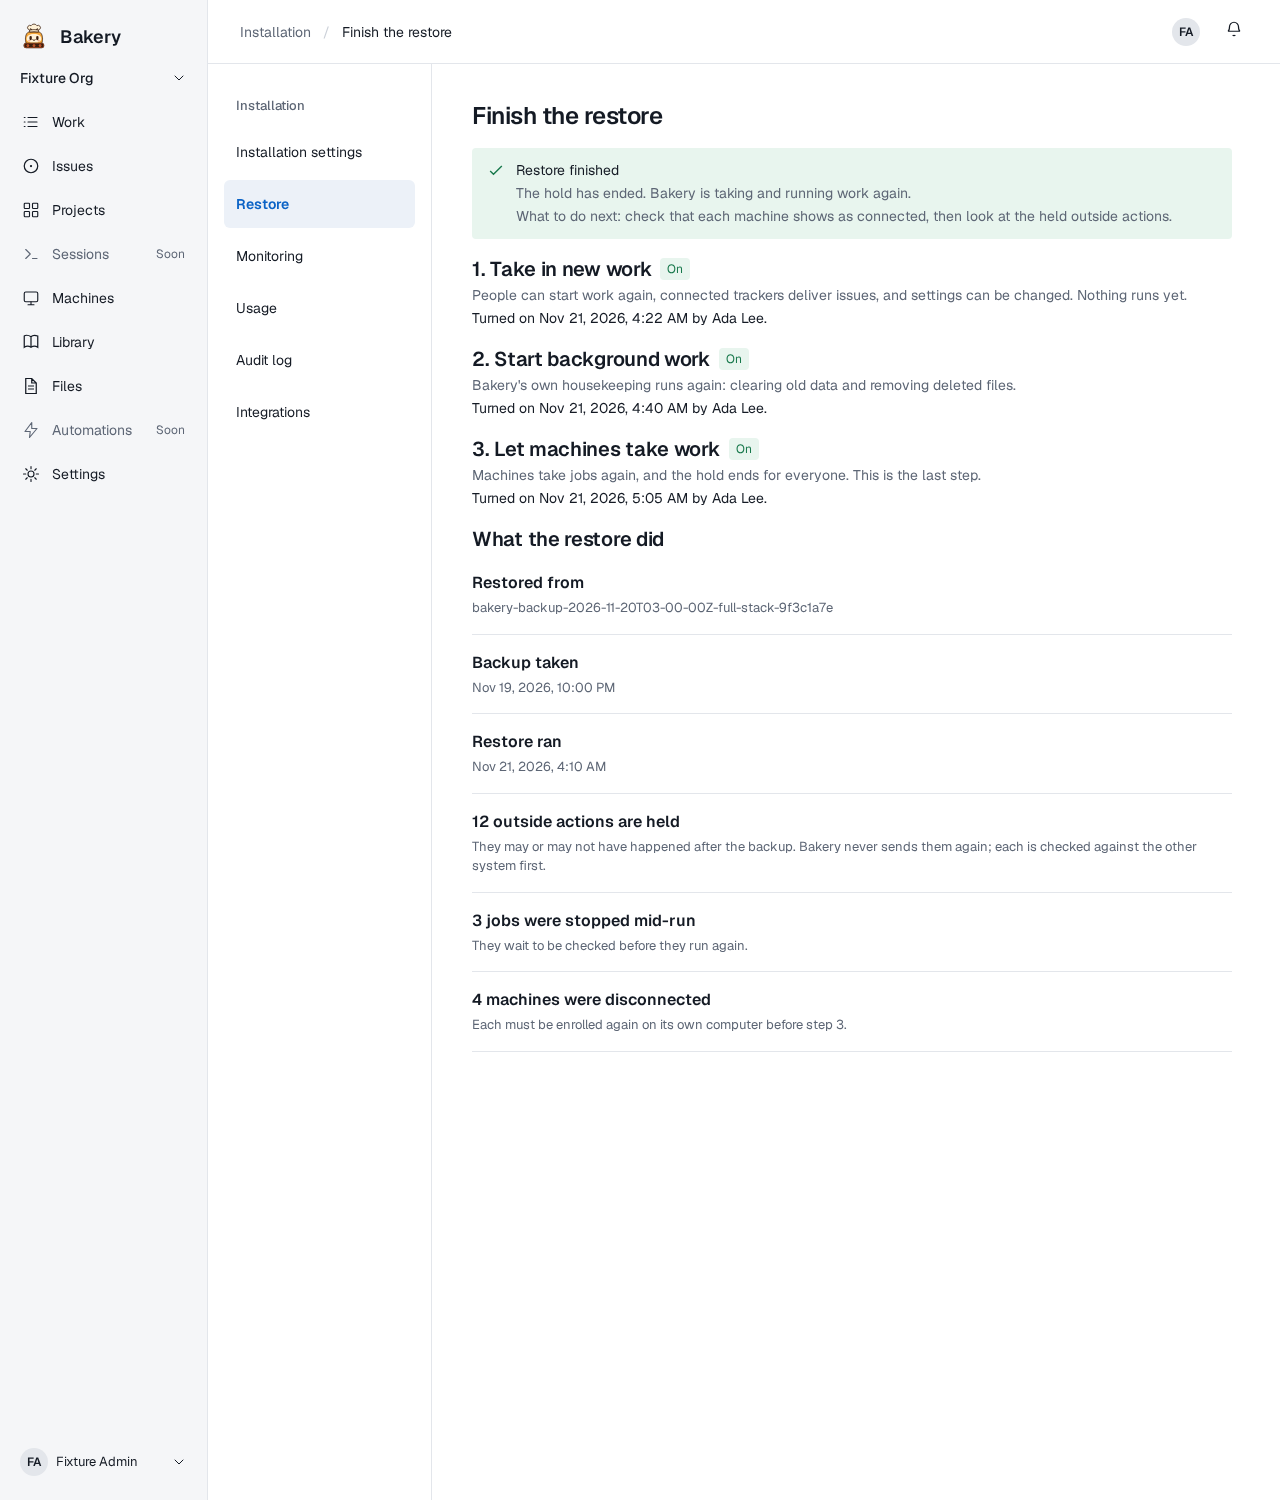 Bakery
Fixture Org
Work
Issues
Projects
Sessions Soon
Machines
Library
Files
Automations Soon
Settings
FA Fixture Admin
Installation / Finish the restore
FA
Installation
Installation settings
Restore
Monitoring
Usage
Audit log
Integrations
Finish the restore
Restore finished
The hold has ended. Bakery is taking and running work again.
What to do next: check that each machine shows as connected, then look at the held outside actions.
1. Take in new work On
People can start work again, connected trackers deliver issues, and settings can be changed. Nothing runs yet.
Turned on Nov 21, 2026, 4:22 AM by Ada Lee.
2. Start background work On
Bakery's own housekeeping runs again: clearing old data and removing deleted files.
Turned on Nov 21, 2026, 4:40 AM by Ada Lee.
3. Let machines take work On
Machines take jobs again, and the hold ends for everyone. This is the last step.
Turned on Nov 21, 2026, 5:05 AM by Ada Lee.
What the restore did
Restored from
bakery-backup-2026-11-20T03-00-00Z-full-stack-9f3c1a7e
Backup taken
Nov 19, 2026, 10:00 PM
Restore ran
Nov 21, 2026, 4:10 AM
12 outside actions are held
They may or may not have happened after the backup. Bakery never sends them again; each is checked against the other
system first.
3 jobs were stopped mid-run
They wait to be checked before they run again.
4 machines were disconnected
Each must be enrolled again on its own computer before step 3.